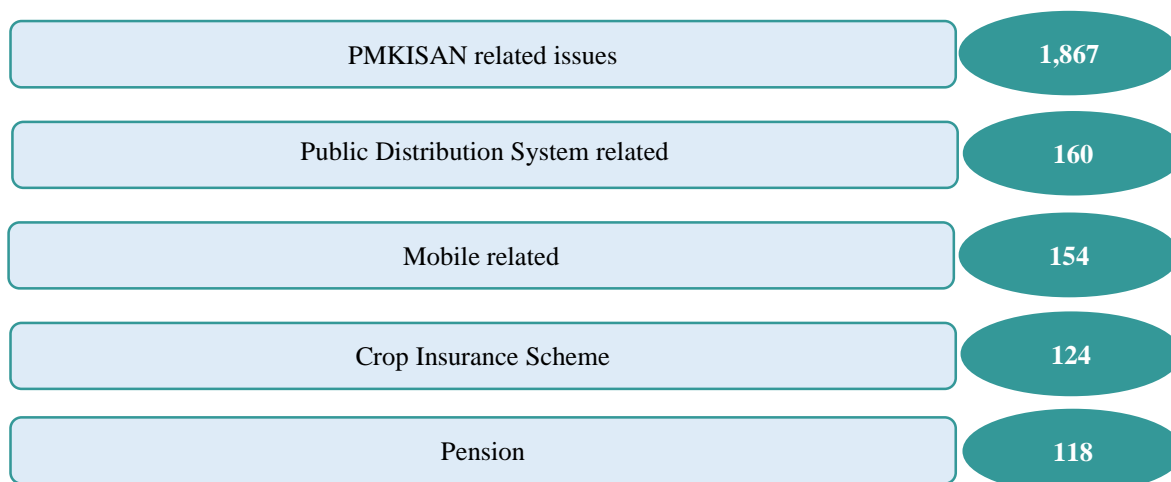 PMKISAN related issues 1,867
Public Distribution System related 160
Mobile related 154
Crop Insurance Scheme 124
Pension 118